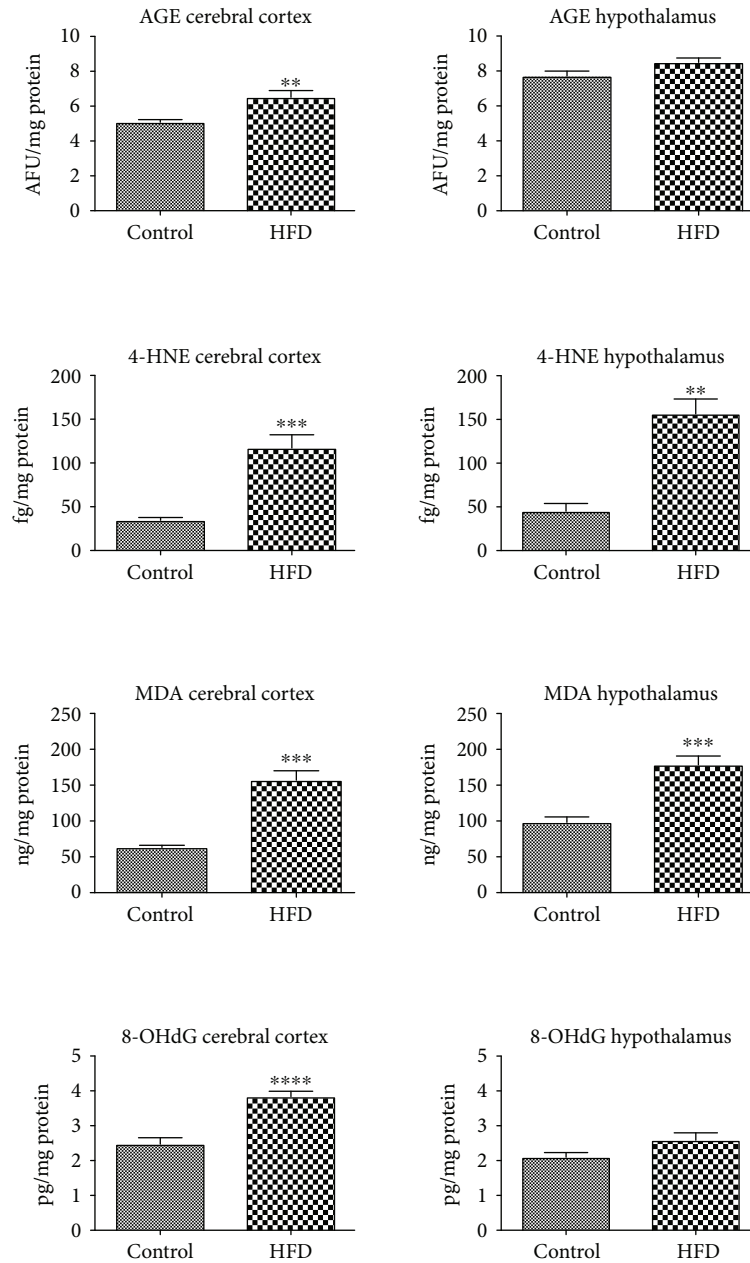 AGE cerebral cortex
AFU/mg protein
10
8
6
4
2
0
**
Control
HFD
AGE hypothalamus
AFU/mg protein
10
8
6
4
2
0
Control
HFD
4-HNE cerebral cortex
fg/mg protein
200
150
100
50
0
***
Control
HFD
4-HNE hypothalamus
fg/mg protein
200
150
100
50
0
**
Control
HFD
MDA cerebral cortex
ng/mg protein
250
200
150
100
50
0
***
Control
HFD
MDA hypothalamus
ng/mg protein
250
200
150
100
50
0
***
Control
HFD
8-OHdG cerebral cortex
pg/mg protein
5
4
3
2
1
0
****
Control
HFD
8-OHdG hypothalamus
pg/mg protein
5
4
3
2
1
0
Control
HFD